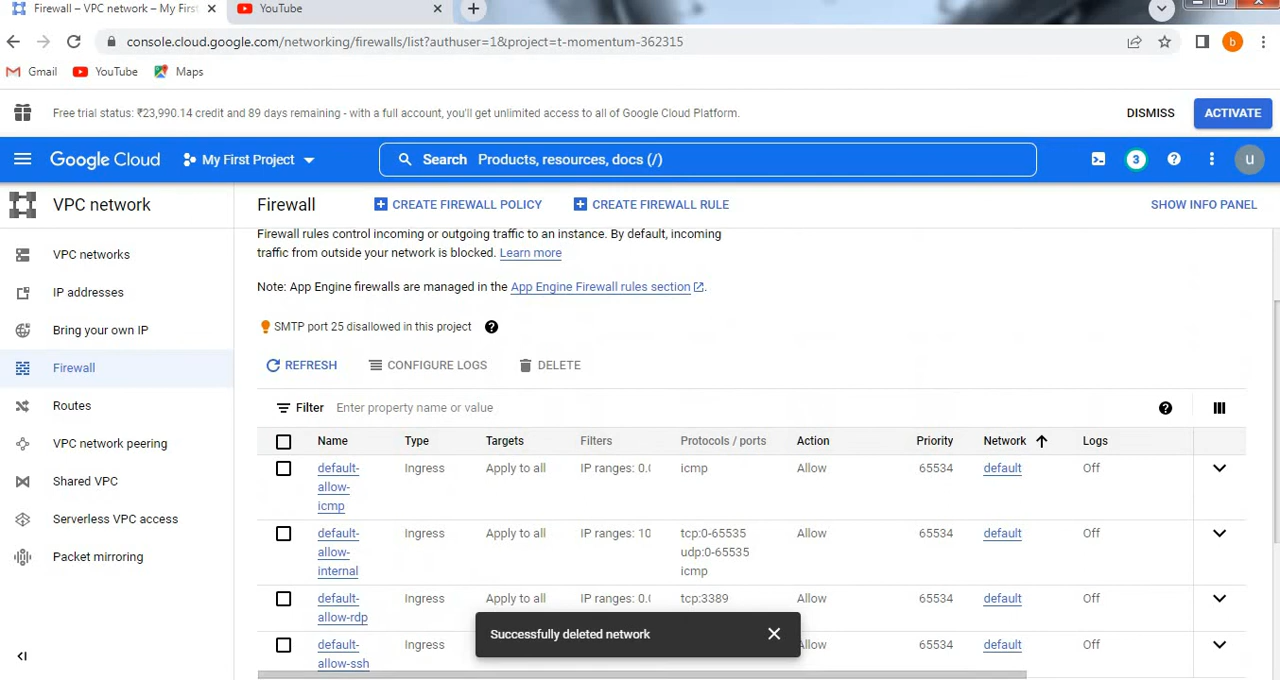 Firewall – VPC network – My First
YouTube
console.cloud.google.com/networking/firewalls/list?authuser=1&project=t-momentum-362315
b
Gmail
YouTube
Maps
Free trial status: ₹23,990.14 credit and 89 days remaining - with a full account, you'll get unlimited access to all of Google Cloud Platform.
DISMISS
ACTIVATE
Google Cloud
My First Project
Search Products, resources, docs (/)
3
u
VPC network
Firewall
CREATE FIREWALL POLICY
CREATE FIREWALL RULE
SHOW INFO PANEL
VPC networks
IP addresses
Bring your own IP
Firewall
Routes
VPC network peering
Shared VPC
Serverless VPC access
Packet mirroring
Firewall rules control incoming or outgoing traffic to an instance. By default, incoming
traffic from outside your network is blocked. Learn more
Note: App Engine firewalls are managed in the App Engine Firewall rules section.
SMTP port 25 disallowed in this project
REFRESH
CONFIGURE LOGS
DELETE
Filter Enter property name or value
Name Type Targets Filters Protocols / ports Action Priority Network Logs
default- Ingress Apply to all IP ranges: 0.( icmp Allow 65534 default Off
allow-
icmp
default- Ingress Apply to all IP ranges: 10 tcp:0-65535 Allow 65534 default Off
allow- udp:0-65535
internal icmp
default- Ingress Apply to all IP ranges: 0.( tcp:3389 Allow 65534 default Off
allow-rdp
default- Ingress Allow 65534 default Off
allow-ssh
Successfully deleted network